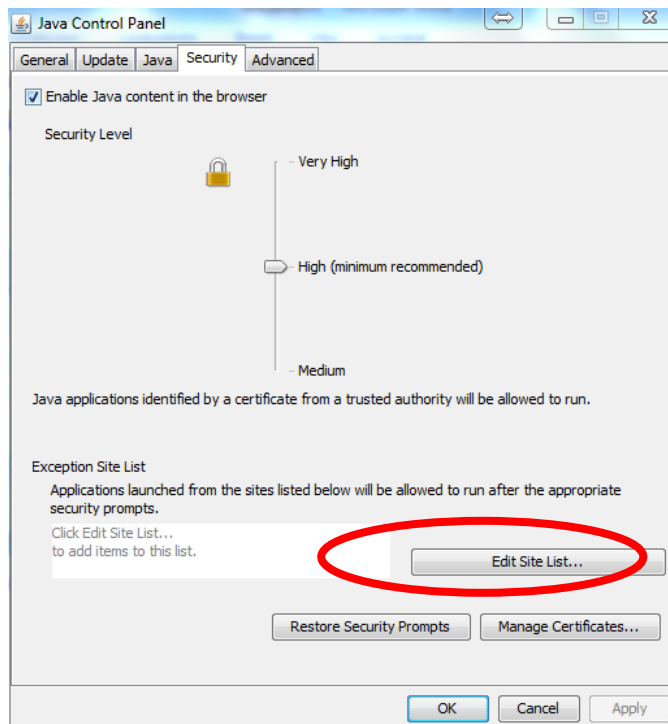 Java Control Panel
General Update Java Security Advanced
Enable Java content in the browser
Security Level
Very High
High (minimum recommended)
Medium
Java applications identified by a certificate from a trusted authority will be allowed to run.
Exception Site List
Applications launched from the sites listed below will be allowed to run after the appropriate
security prompts.
Click Edit Site List...
to add items to this list.
Edit Site List...
Restore Security Prompts Manage Certificates...
OK Cancel Apply